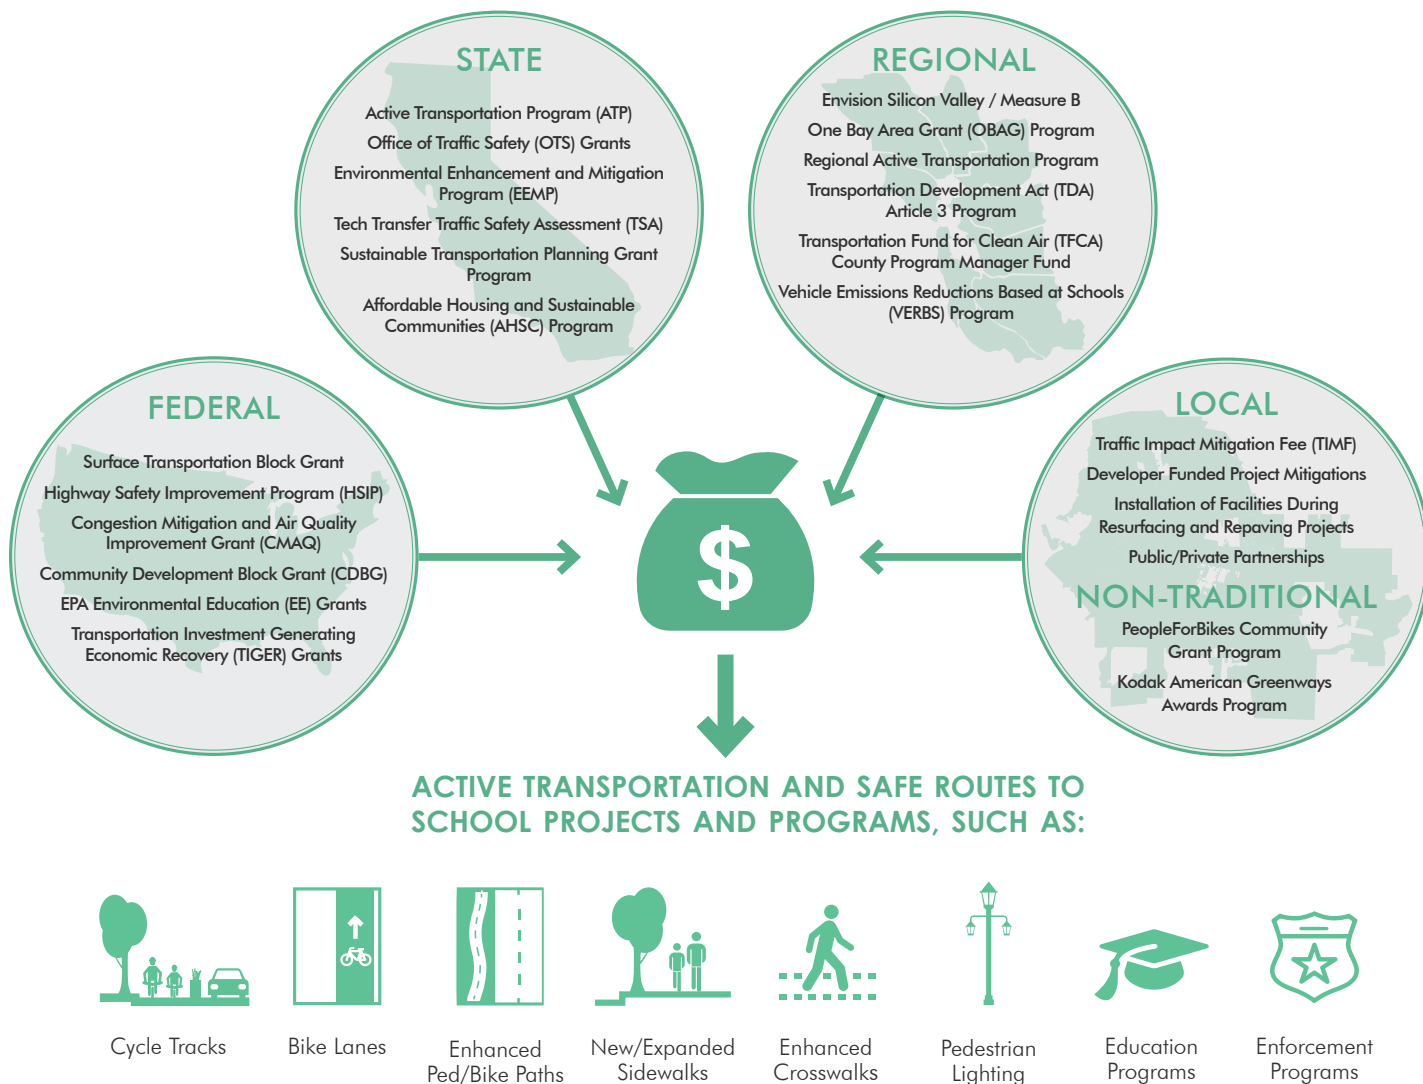 STATE
Active Transportation Program (ATP)
Office of Traffic Safety (OTS) Grants
Environmental Enhancement and Mitigation
Program (EEMP)
Tech Transfer Traffic Safety Assessment (TSA)
Sustainable Transportation Planning Grant
Program
Affordable Housing and Sustainable
Communities (AHSC) Program
REGIONAL
Envision Silicon Valley / Measure B
One Bay Area Grant (OBAG) Program
Regional Active Transportation Program
Transportation Development Act (TDA)
Article 3 Program
Transportation Fund for Clean Air (TFCA)
County Program Manager Fund
Vehicle Emissions Reductions Based at Schools
(VERBS) Program
FEDERAL
Surface Transportation Block Grant
Highway Safety Improvement Program (HSIP)
Congestion Mitigation and Air Quality
Improvement Grant (CMAQ)
Community Development Block Grant (CDBG)
EPA Environmental Education (EE) Grants
Transportation Investment Generating
Economic Recovery (TIGER) Grants
LOCAL
Traffic Impact Mitigation Fee (TIMF)
Developer Funded Project Mitigations
Installation of Facilities During
Resurfacing and Repaving Projects
Public/Private Partnerships
NON-TRADITIONAL
PeopleForBikes Community
Grant Program
Kodak American Greenways
Awards Program
$
ACTIVE TRANSPORTATION AND SAFE ROUTES TO
SCHOOL PROJECTS AND PROGRAMS, SUCH AS:
Cycle Tracks
Bike Lanes
Enhanced
Ped/Bike Paths
New/Expanded
Sidewalks
Enhanced
Crosswalks
Pedestrian
Lighting
Education
Programs
Enforcement
Programs